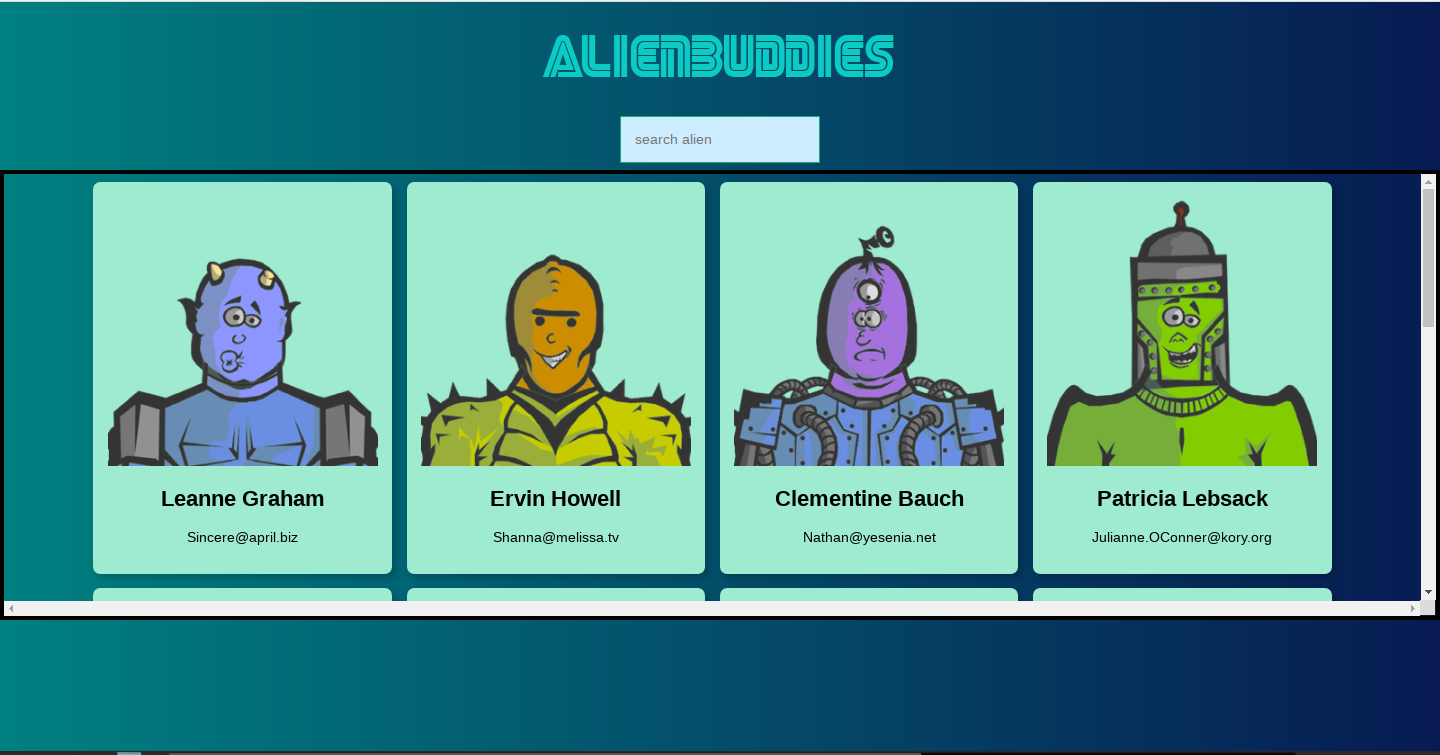 ALIENBUDDIES
search alien
Leanne Graham
Sincere@april.biz
Ervin Howell
Shanna@melissa.tv
Clementine Bauch
Nathan@yesenia.net
Patricia Lebsack
Julianne.OConner@kory.org